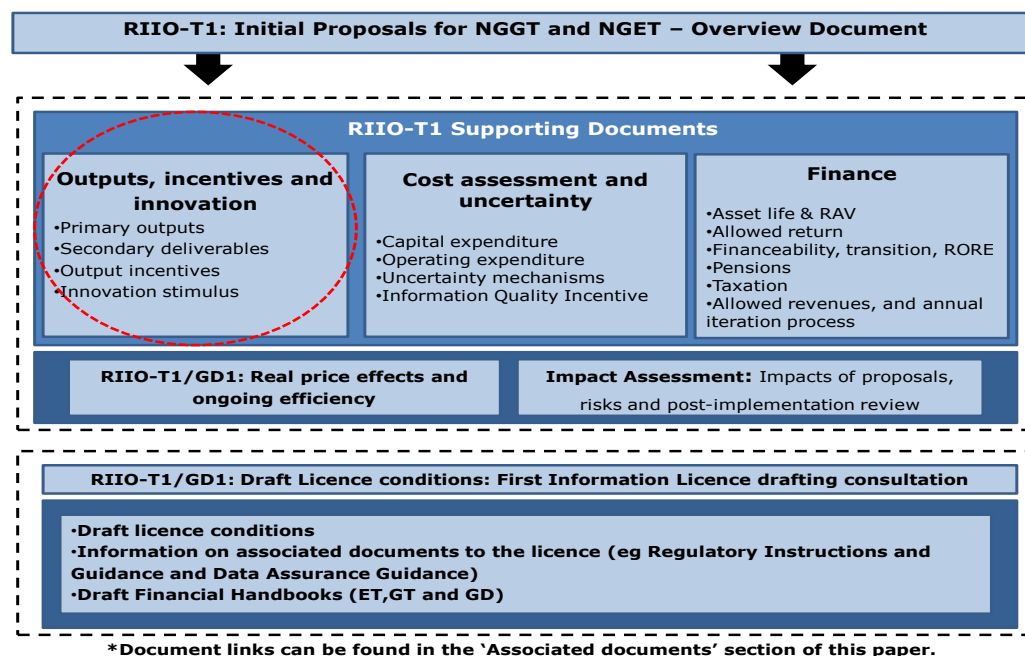 RIIO-T1: Initial Proposals for NGGT and NGET – Overview Document
RIIO-T1 Supporting Documents
Outputs, incentives and
innovation
•Primary outputs
•Secondary deliverables
•Output incentives
•Innovation stimulus
Cost assessment and
uncertainty
•Capital expenditure
•Operating expenditure
•Uncertainty mechanisms
•Information Quality Incentive
Finance
•Asset life & RAV
•Allowed return
•Financeability, transition, RORE
•Pensions
•Taxation
•Allowed revenues, and annual
iteration process
RIIO-T1/GD1: Real price effects and
ongoing efficiency
Impact Assessment: Impacts of proposals,
risks and post-implementation review
RIIO-T1/GD1: Draft Licence conditions: First Information Licence drafting consultation
•Draft licence conditions
•Information on associated documents to the licence (eg Regulatory Instructions and
Guidance and Data Assurance Guidance)
•Draft Financial Handbooks (ET,GT and GD)
*Document links can be found in the ‘Associated documents’ section of this paper.